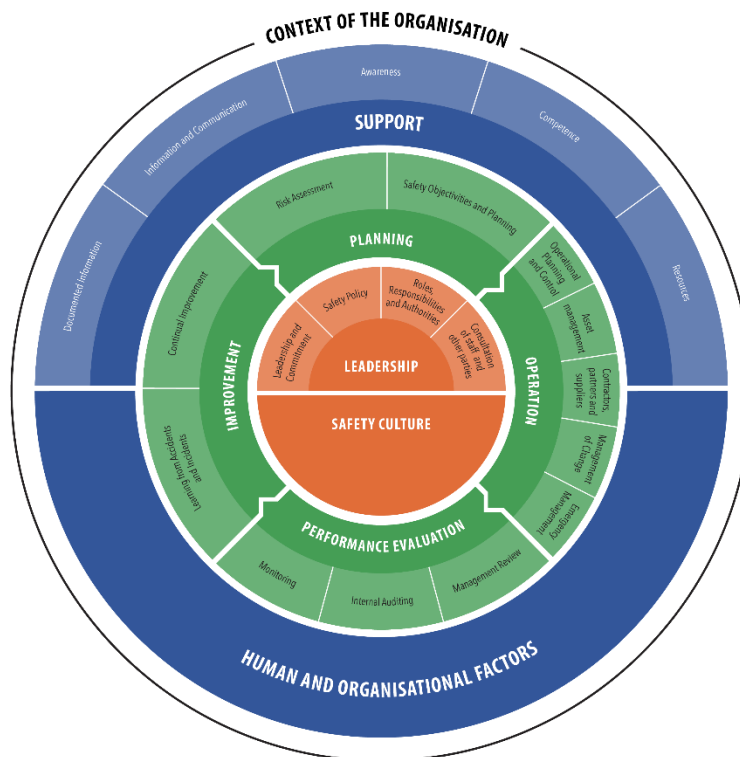 CONTEXT OF THE ORGANISATION
Documented Information
Information and Communication
Awareness
Competence
Resources
SUPPORT
Risk Assessment
Safety Objectivities and Planning
PLANNING
Operational
Planning
and Control
Asset
management
Contractors,
partners and
suppliers
Management
of Change
Emergency
Management
OPERATION
Continual Improvement
Learning from Accidents
and Incidents
IMPROVEMENT
Leadership and
Commitment
Safety Policy
Roles,
Responsibilities
and Authorities
Consultation
of staff and
other parties
LEADERSHIP
SAFETY CULTURE
PERFORMANCE EVALUATION
Monitoring
Internal Auditing
Management Review
HUMAN AND ORGANISATIONAL FACTORS